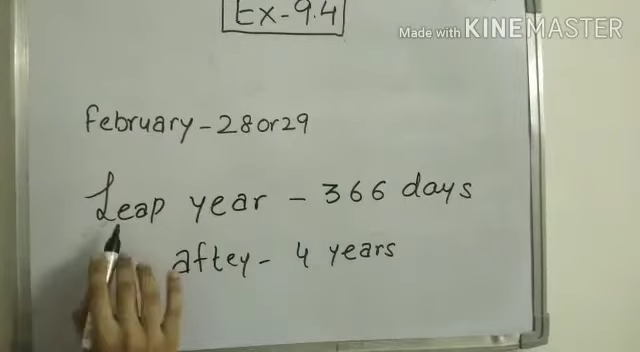 Ex-9.4
Made with KINEMASTER
february - 28 or 29
Leap year - 366 days
aftey - 4 years